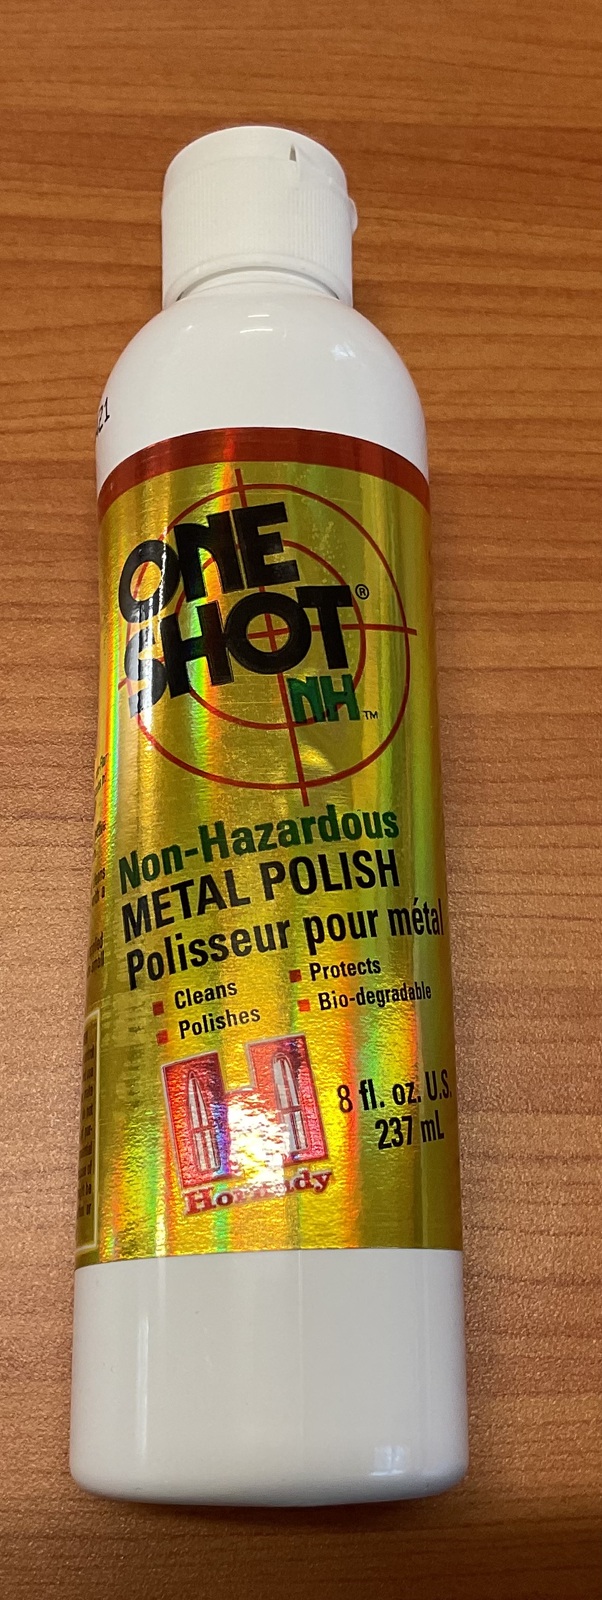 21
ONE
SHOT®
NH™
Non-Hazardous
METAL POLISH
Polisseur pour métal
Cleans
Polishes
Protects
Bio-degradable
8 fl. oz. U.S.
237 mL
Hornady